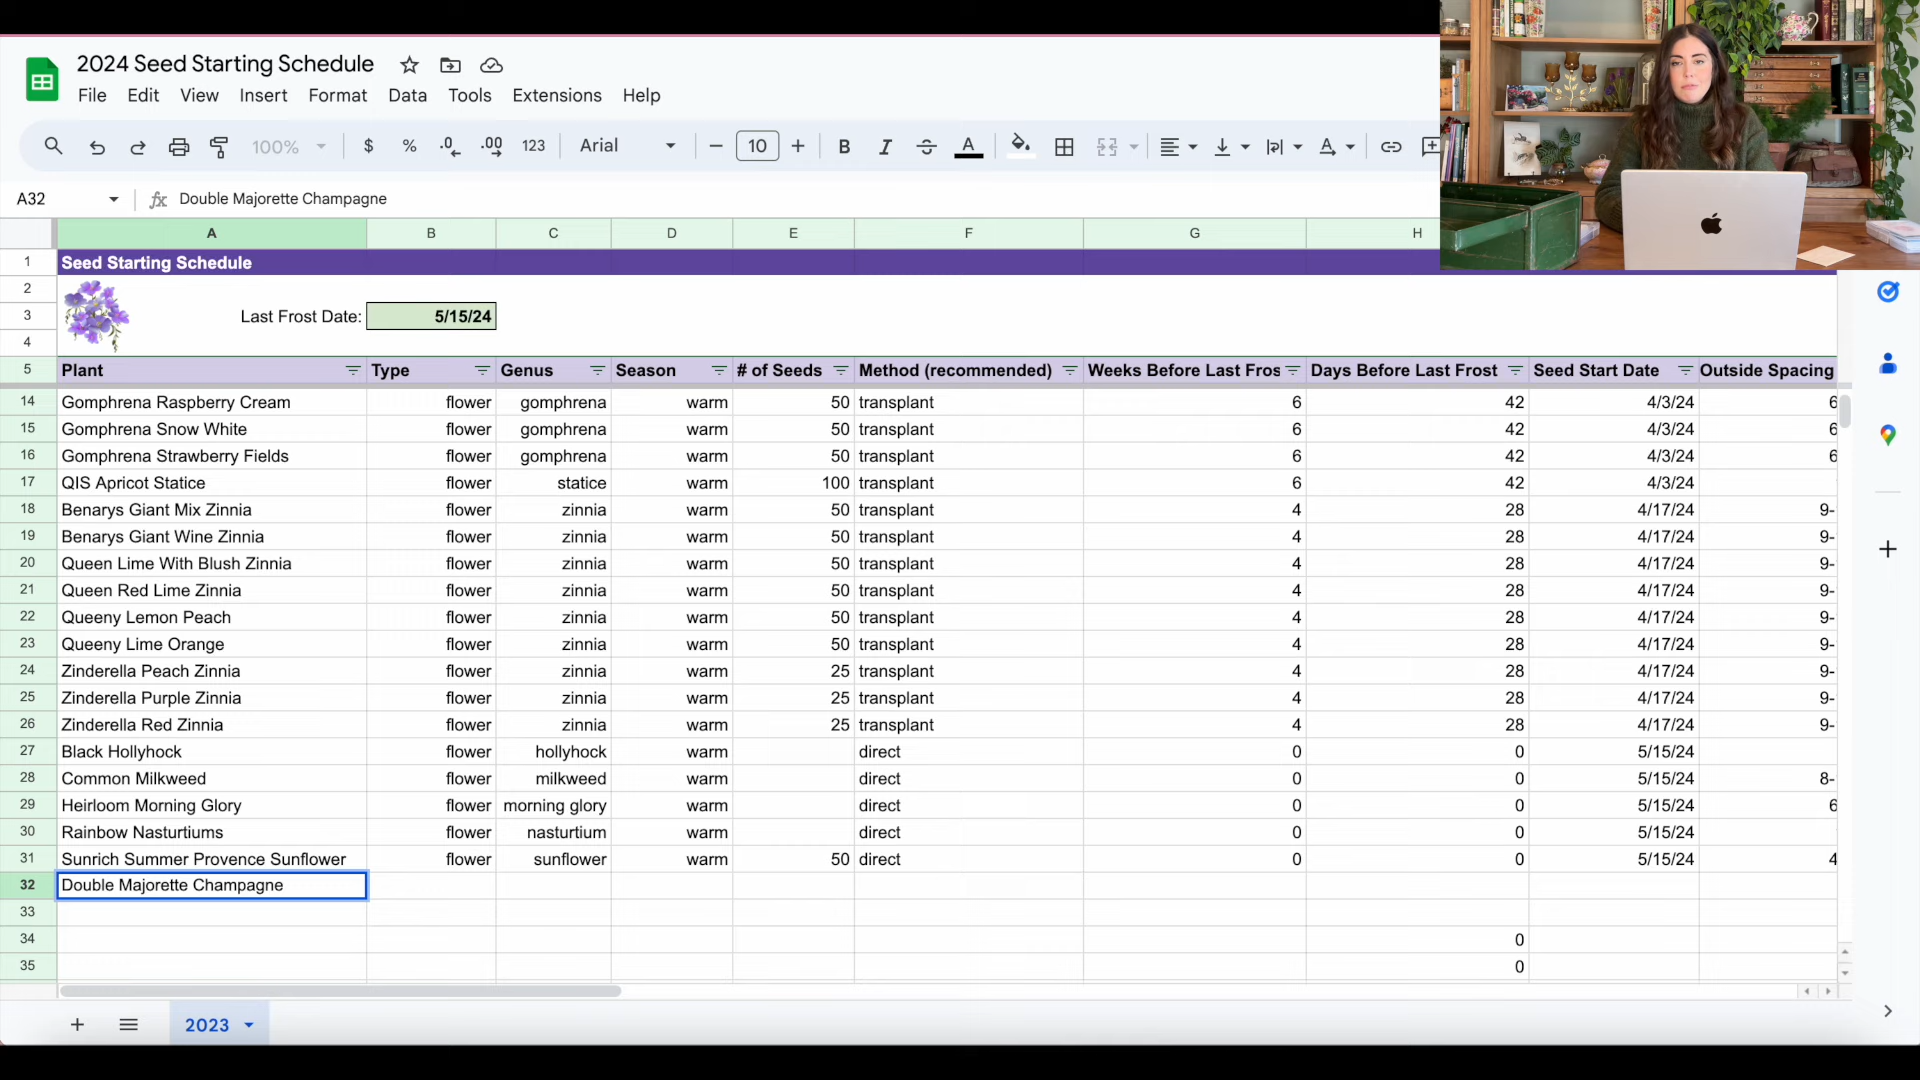 2024 Seed Starting Schedule
File Edit View Insert Format Data Tools Extensions Help
100% $ % .0 .00 123 Arial 10 B I A
A32 fx Double Majorette Champagne
A B C D E F G H
1 Seed Starting Schedule
2
3 Last Frost Date: 5/15/24
4
5 Plant Type Genus Season # of Seeds Method (recommended) Weeks Before Last Fros Days Before Last Frost Seed Start Date Outside Spacing
14 Gomphrena Raspberry Cream flower gomphrena warm 50 transplant 6 42 4/3/24 6
15 Gomphrena Snow White flower gomphrena warm 50 transplant 6 42 4/3/24 6
16 Gomphrena Strawberry Fields flower gomphrena warm 50 transplant 6 42 4/3/24 6
17 QIS Apricot Statice flower statice warm 100 transplant 6 42 4/3/24
18 Benarys Giant Mix Zinnia flower zinnia warm 50 transplant 4 28 4/17/24 9-
19 Benarys Giant Wine Zinnia flower zinnia warm 50 transplant 4 28 4/17/24 9-
20 Queen Lime With Blush Zinnia flower zinnia warm 50 transplant 4 28 4/17/24 9-
21 Queen Red Lime Zinnia flower zinnia warm 50 transplant 4 28 4/17/24 9-
22 Queeny Lemon Peach flower zinnia warm 50 transplant 4 28 4/17/24 9-
23 Queeny Lime Orange flower zinnia warm 50 transplant 4 28 4/17/24 9-
24 Zinderella Peach Zinnia flower zinnia warm 25 transplant 4 28 4/17/24 9-
25 Zinderella Purple Zinnia flower zinnia warm 25 transplant 4 28 4/17/24 9-
26 Zinderella Red Zinnia flower zinnia warm 25 transplant 4 28 4/17/24 9-
27 Black Hollyhock flower hollyhock warm direct 0 0 5/15/24
28 Common Milkweed flower milkweed warm direct 0 0 5/15/24 8-
29 Heirloom Morning Glory flower morning glory warm direct 0 0 5/15/24 6
30 Rainbow Nasturtiums flower nasturtium warm direct 0 0 5/15/24
31 Sunrich Summer Provence Sunflower flower sunflower warm 50 direct 0 0 5/15/24 4
32 Double Majorette Champagne
33
34 0
35 0
2023